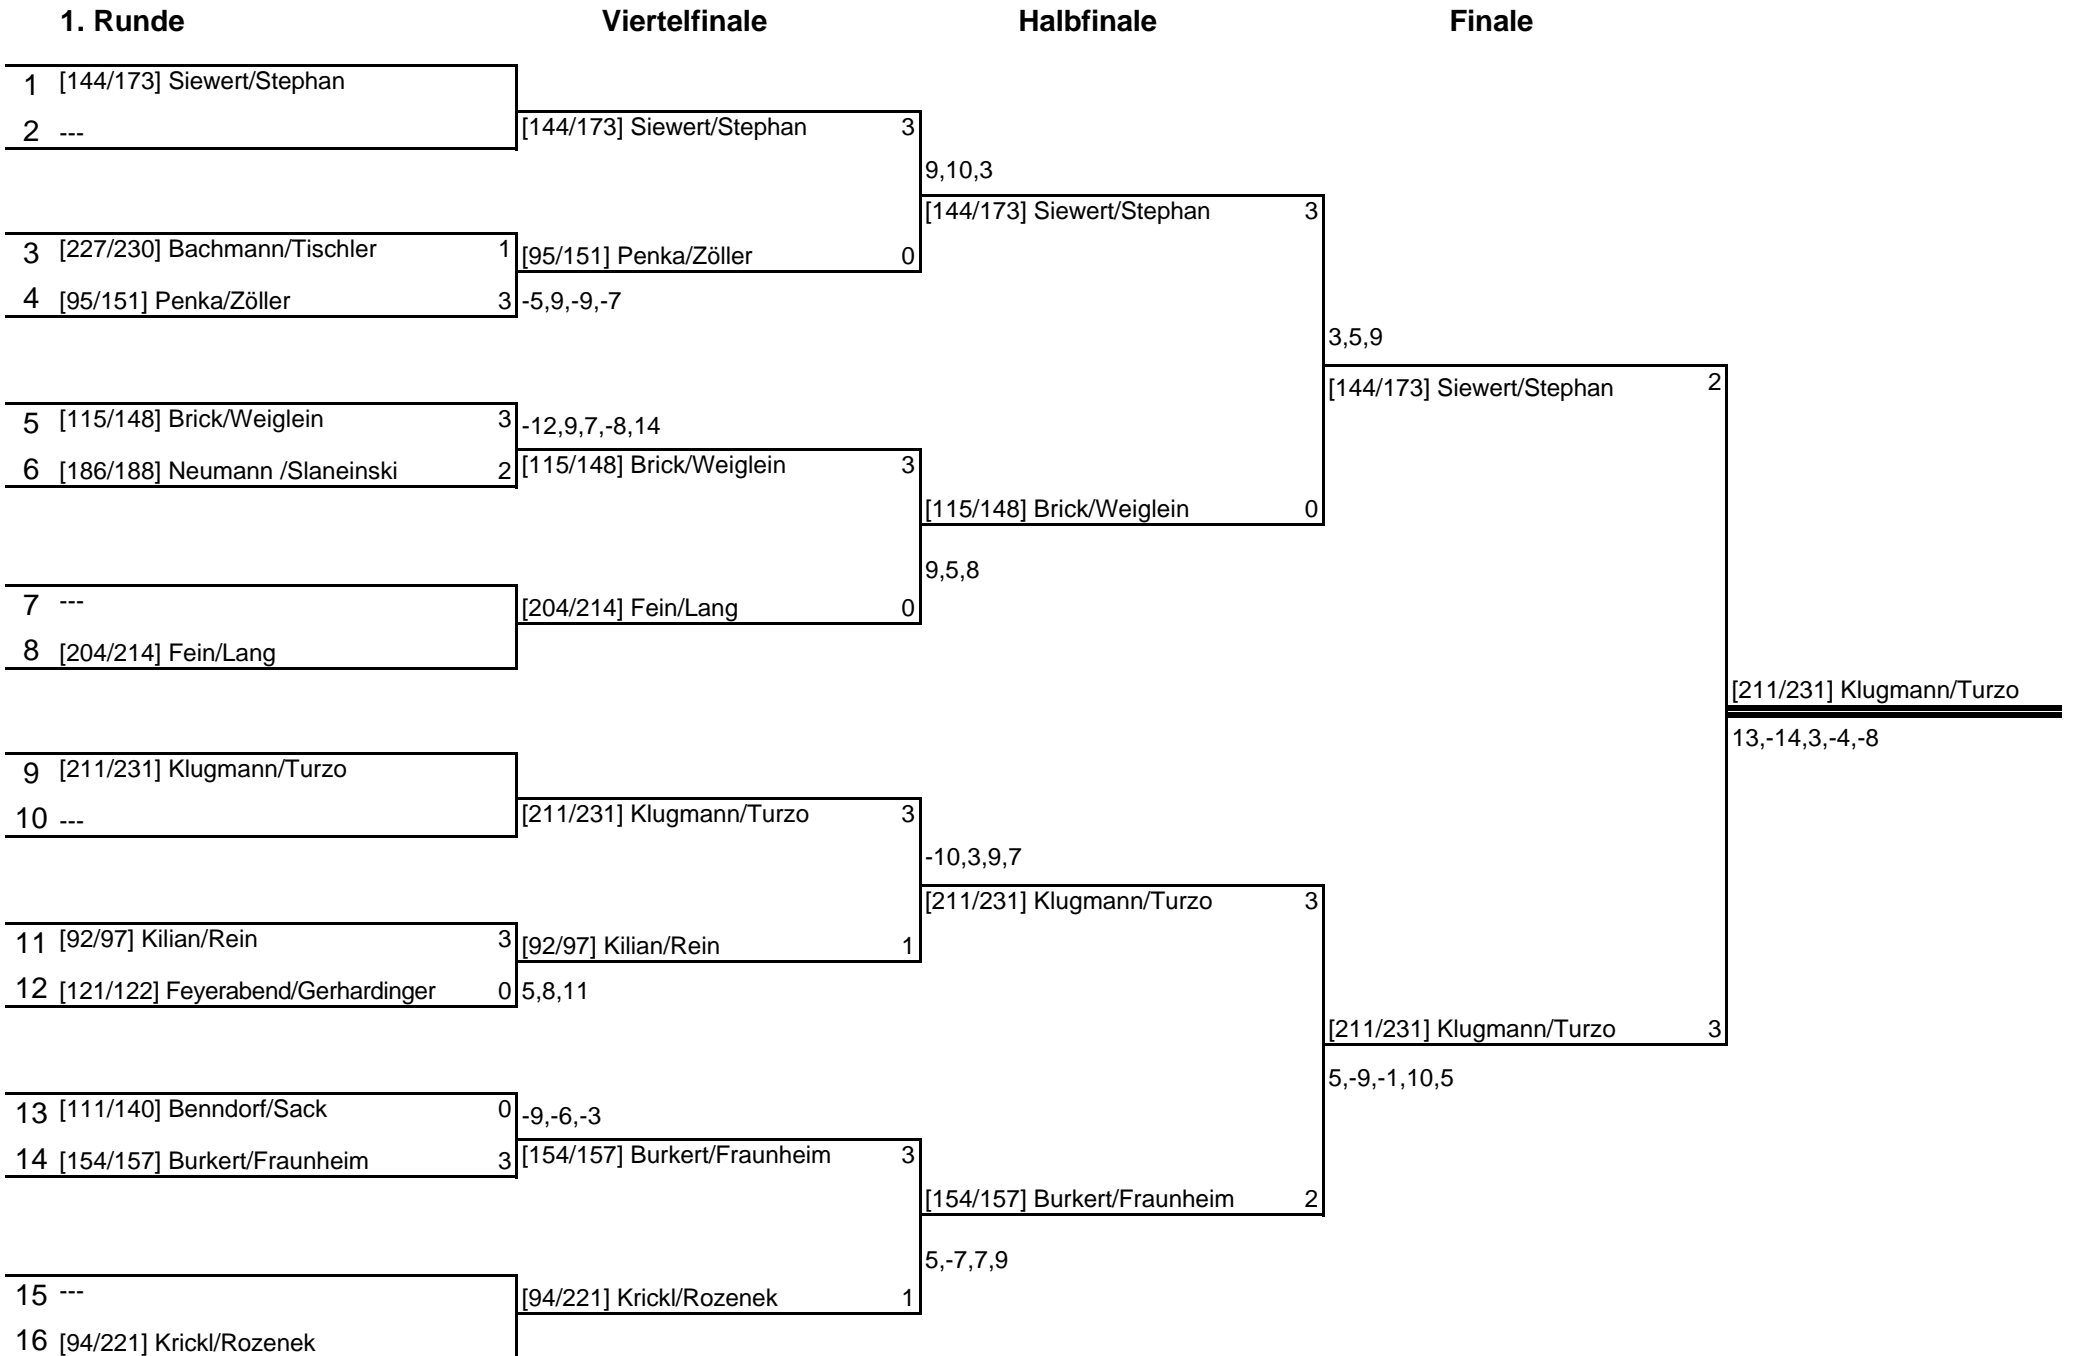 1. Runde Viertelfinale Halbfinale Finale
1 [144/173] Siewert/Stephan
2 ---
[144/173] Siewert/Stephan 3
9,10,3
[144/173] Siewert/Stephan 3
3 [227/230] Bachmann/Tischler 1
[95/151] Penka/Zöller 0
4 [95/151] Penka/Zöller 3
-5,9,-9,-7
3,5,9
[144/173] Siewert/Stephan 2
5 [115/148] Brick/Weiglein 3
-12,9,7,-8,14
6 [186/188] Neumann /Slaneinski 2
[115/148] Brick/Weiglein 3
[115/148] Brick/Weiglein 0
9,5,8
7 ---
[204/214] Fein/Lang 0
8 [204/214] Fein/Lang
[211/231] Klugmann/Turzo
13,-14,3,-4,-8
9 [211/231] Klugmann/Turzo
10 ---
[211/231] Klugmann/Turzo 3
-10,3,9,7
[211/231] Klugmann/Turzo 3
11 [92/97] Kilian/Rein 3
[92/97] Kilian/Rein 1
12 [121/122] Feyerabend/Gerhardinger 0
5,8,11
[211/231] Klugmann/Turzo 3
5,-9,-1,10,5
13 [111/140] Benndorf/Sack 0
-9,-6,-3
14 [154/157] Burkert/Fraunheim 3
[154/157] Burkert/Fraunheim 3
[154/157] Burkert/Fraunheim 2
5,-7,7,9
15 ---
[94/221] Krickl/Rozenek 1
16 [94/221] Krickl/Rozenek